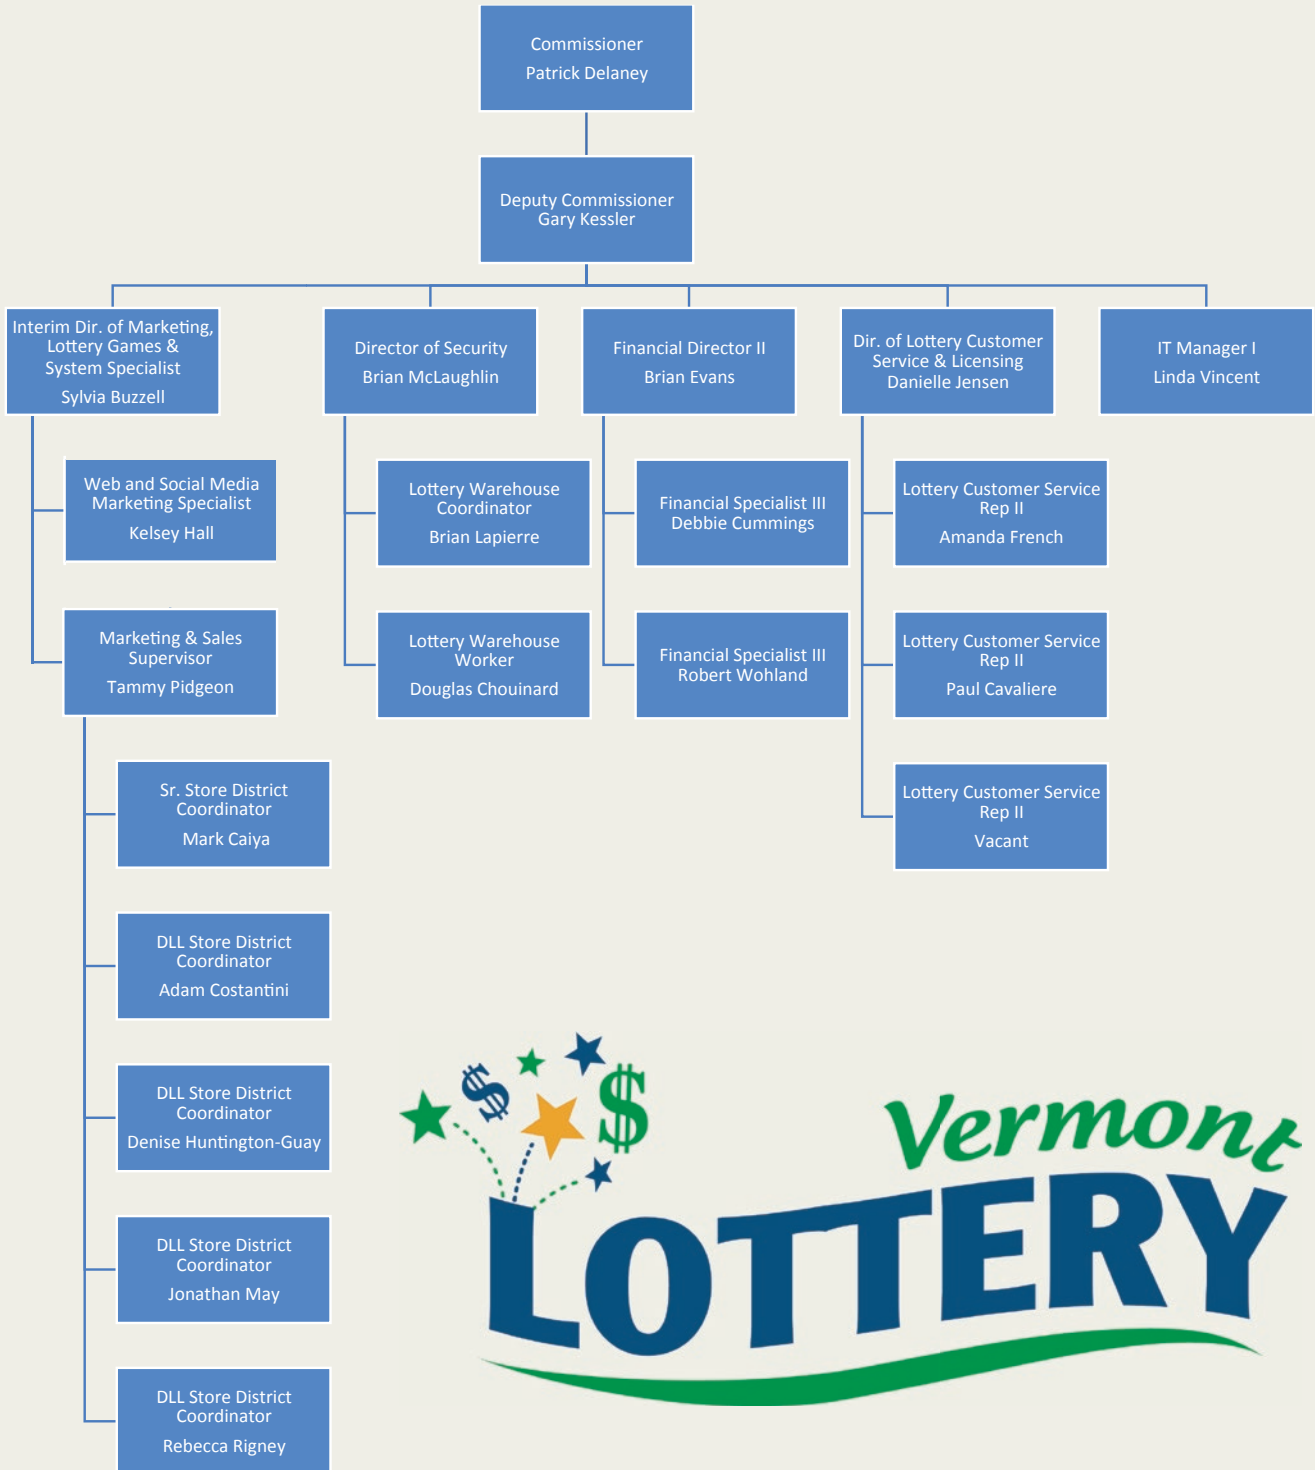 Commissioner
Patrick Delaney
Deputy Commissioner
Gary Kessler
Interim Dir. of Marketing,
Lottery Games &
System Specialist
Sylvia Buzzell
Director of Security
Brian McLaughlin
Financial Director II
Brian Evans
Dir. of Lottery Customer
Service & Licensing
Danielle Jensen
IT Manager I
Linda Vincent
Web and Social Media
Marketing Specialist
Kelsey Hall
Lottery Warehouse
Coordinator
Brian Lapierre
Financial Specialist III
Debbie Cummings
Lottery Customer Service
Rep II
Amanda French
Marketing & Sales
Supervisor
Tammy Pidgeon
Lottery Warehouse
Worker
Douglas Chouinard
Financial Specialist III
Robert Wohland
Lottery Customer Service
Rep II
Paul Cavaliere
Sr. Store District
Coordinator
Mark Caiya
Lottery Customer Service
Rep II
Vacant
DLL Store District
Coordinator
Adam Costantini
DLL Store District
Coordinator
Denise Huntington-Guay
DLL Store District
Coordinator
Jonathan May
DLL Store District
Coordinator
Rebecca Rigney
$ $
Vermont
LOTTERY